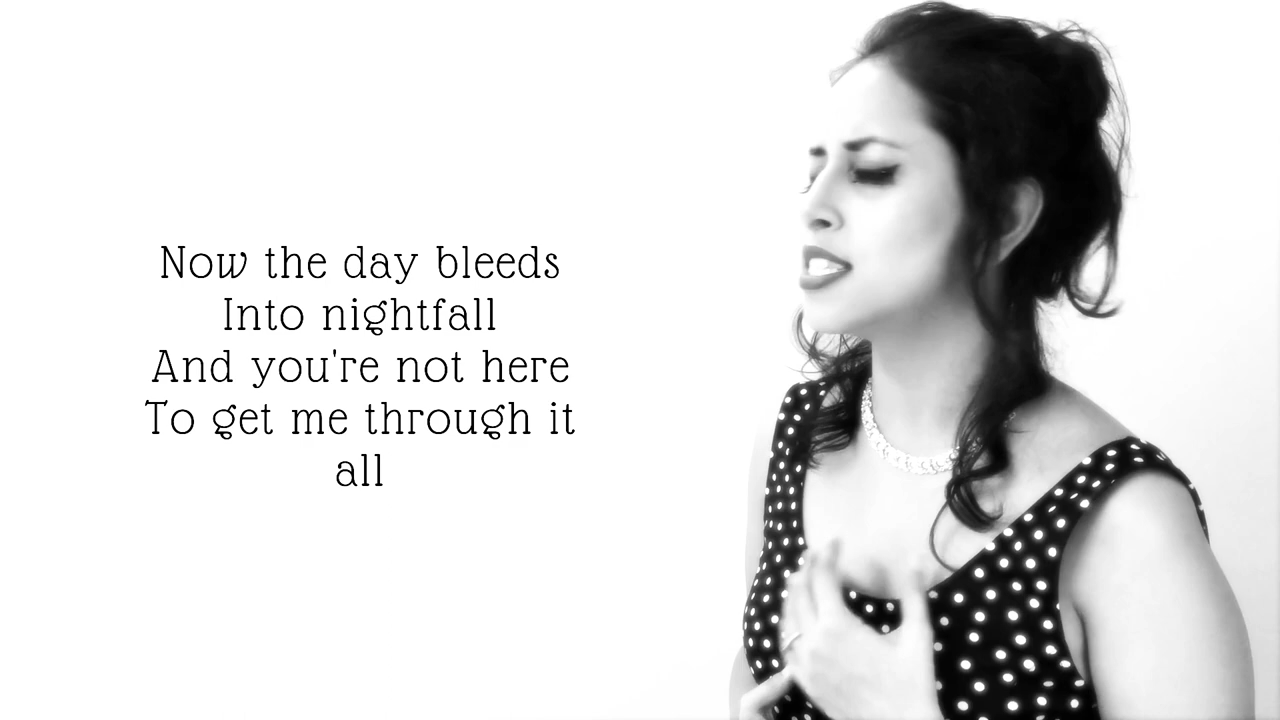 Now the day bleeds
Into nightfall
And you're not here
To get me through it
all